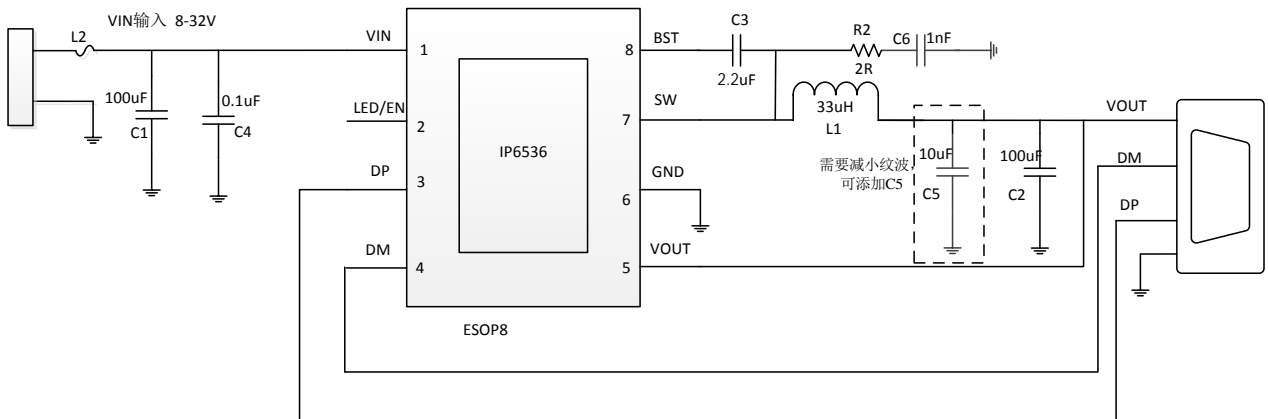 VIN输入 8-32V
L2
VIN
1
8
BST
C3
2.2uF
R2
2R
C6
1nF
100uF
C1
0.1uF
C4
LED/EN
2
7
SW
33uH
L1
VOUT
IP6536
DP
3
GND
6
需要减小纹波,
可添加C5
10uF
C5
100uF
C2
DM
DP
DM
4
VOUT
5
ESOP8